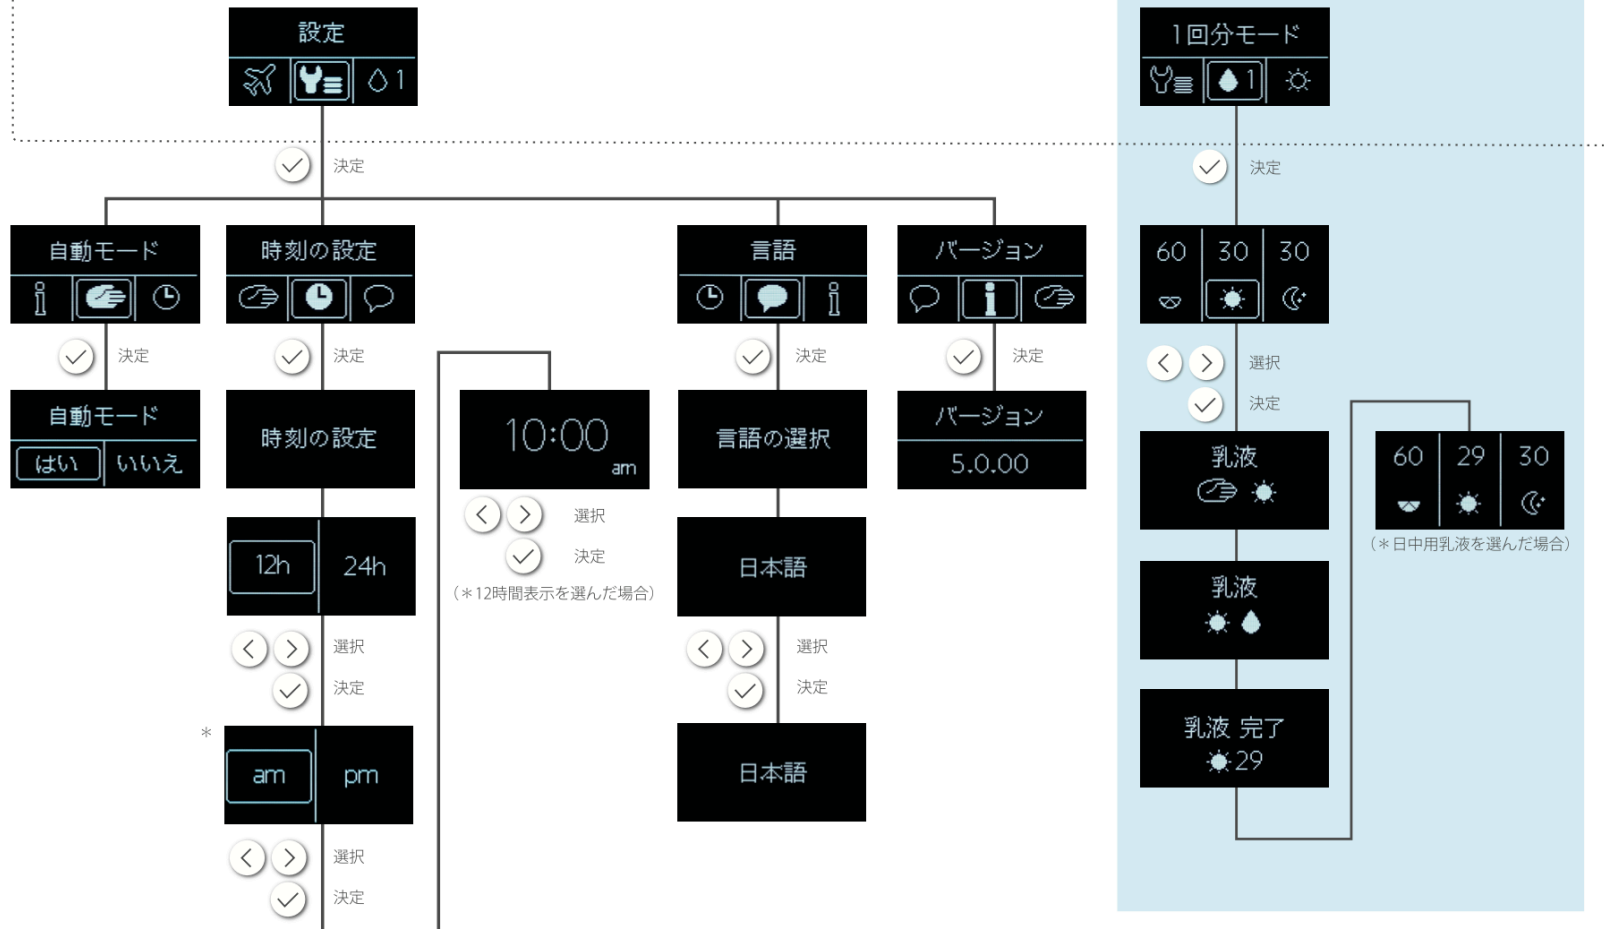 設定
1
決定
自動モード
決定
自動モード
はい いいえ
時刻の設定
決定
時刻の設定
12h 24h
選択
決定
*
am pm
選択
決定
10:00
am
選択
決定
(*12時間表示を選んだ場合)
言語
決定
言語の選択
日本語
選択
決定
日本語
バージョン
決定
バージョン
5.0.00
1回分モード
1
決定
60 30 30
選択
決定
乳液
乳液
乳液 完了
29
60 29 30
(*日中用乳液を選んだ場合)